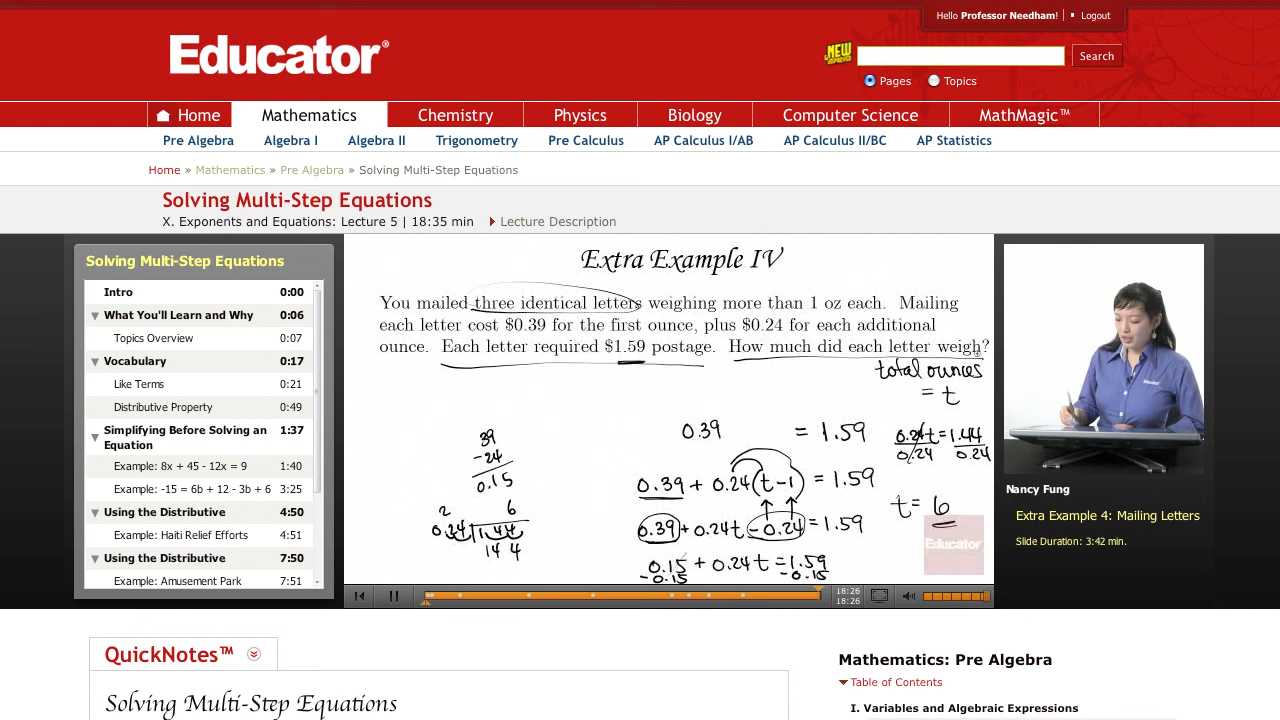 Hello Professor Needham! Logout
Educator®
NEW Search
Pages Topics
Home Mathematics Chemistry Physics Biology Computer Science MathMagic™
Pre Algebra Algebra I Algebra II Trigonometry Pre Calculus AP Calculus I/AB AP Calculus II/BC AP Statistics
Home » Mathematics » Pre Algebra » Solving Multi-Step Equations
Solving Multi-Step Equations
X. Exponents and Equations: Lecture 5 | 18:35 min Lecture Description
Solving Multi-Step Equations
Intro 0:00
What You'll Learn and Why 0:06
Topics Overview 0:07
Vocabulary 0:17
Like Terms 0:21
Distributive Property 0:49
Simplifying Before Solving an
Equation 1:37
Example: 8x + 45 - 12x = 9 1:40
Example: -15 = 6b + 12 - 3b + 6 3:25
Using the Distributive 4:50
Example: Haiti Relief Efforts 4:51
Using the Distributive 7:50
Example: Amusement Park 7:51
Extra Example IV
You mailed three identical letters weighing more than 1 oz each. Mailing
each letter cost $0.39 for the first ounce, plus $0.24 for each additional
ounce. Each letter required $1.59 postage. How much did each letter weigh?
total ounces
= t
0.39 = 1.59
0.39 + 0.24(t-1) = 1.59
0.39 + 0.24t - 0.24 = 1.59
0.15 + 0.24t = 1.59
-0.15 -0.15
39
-24
0.15
2 6
0.24 1.44
14 4
0.24t = 1.44
0.24 0.24
t = 6
Educator
18:26
18:26
Educator
Nancy Fung
Extra Example 4: Mailing Letters
Slide Duration: 3:42 min.
QuickNotes™
Solving Multi-Step Equations
Mathematics: Pre Algebra
Table of Contents
I. Variables and Algebraic Expressions